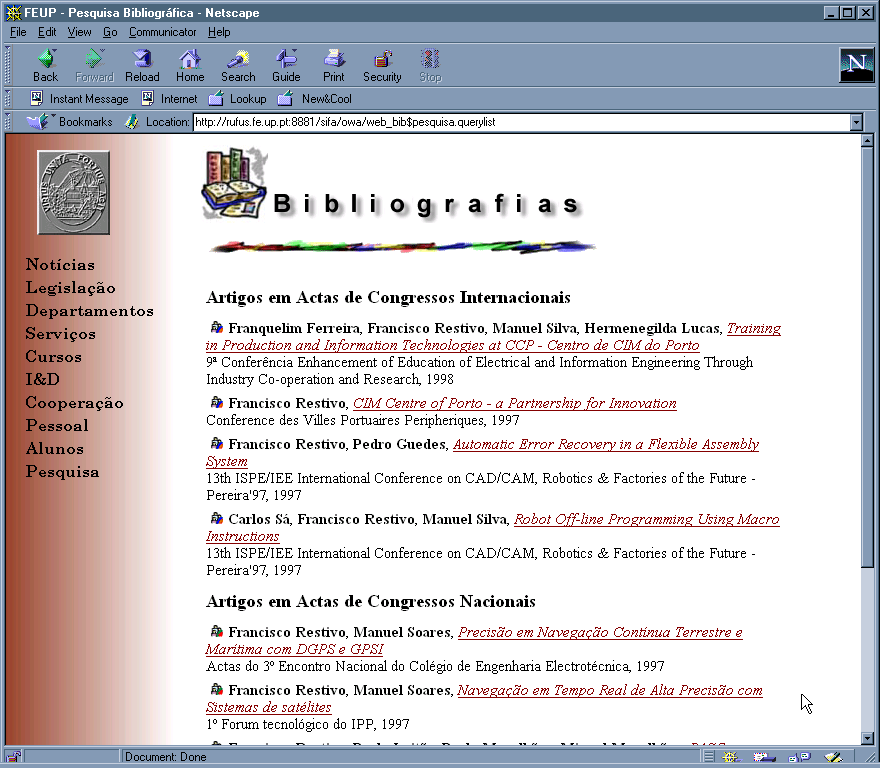 FEUP - Pesquisa Bibliográfica - Netscape
File Edit View Go Communicator Help
Back Forward Reload Home Search Guide Print Security Stop
N
Instant Message Internet Lookup New&Cool
Bookmarks Location: http://rufus.fe.up.pt:8881/sifa/owa/web_bib$pesquisa.querylist
Notícias
Legislação
Departamentos
Serviços
Cursos
I&D
Cooperação
Pessoal
Alunos
Pesquisa
Bibliografias
Artigos em Actas de Congressos Internacionais
Franquelim Ferreira, Francisco Restivo, Manuel Silva, Hermenegilda Lucas, Training
in Production and Information Technologies at CCP - Centro de CIM do Porto
9ª Conferência Enhancement of Education of Electrical and Information Engineering Through
Industry Co-operation and Research, 1998
Francisco Restivo, CIM Centre of Porto - a Partnership for Innovation
Conference des Villes Portuaires Peripheriques, 1997
Francisco Restivo, Pedro Guedes, Automatic Error Recovery in a Flexible Assembly
System
13th ISPE/IEE International Conference on CAD/CAM, Robotics & Factories of the Future -
Pereira'97, 1997
Carlos Sá, Francisco Restivo, Manuel Silva, Robot Off-line Programming Using Macro
Instructions
13th ISPE/IEE International Conference on CAD/CAM, Robotics & Factories of the Future -
Pereira'97, 1997
Artigos em Actas de Congressos Nacionais
Francisco Restivo, Manuel Soares, Precisão em Navegação Contínua Terrestre e
Marítima com DGPS e GPSI
Actas do 3º Encontro Nacional do Colégio de Engenharia Electrotécnica, 1997
Francisco Restivo, Manuel Soares, Navegação em Tempo Real de Alta Precisão com
Sistemas de satélites
1º Forum tecnológico do IPP, 1997
Document: Done